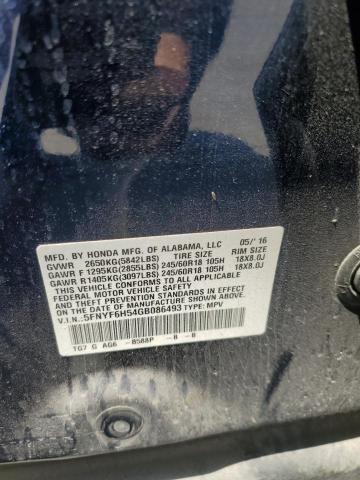 MFD. BY HONDA MFG. OF ALABAMA, LLC 05/'16
GVWR 2650KG(5842LBS) RIM SIZE
GAWR F 1295KG(2855LBS) 245/60R18 105H 18X8.0J
GAWR R 1405KG(3097LBS) 245/60R18 105H 18X8.0J
THIS VEHICLE CONFORMS TO ALL APPLICABLE
FEDERAL MOTOR VEHICLE SAFETY AND
THEFT PREVENTION STANDARDS IN EFFECT ON
THE DATE OF MANUFACTURE SHOWN ABOVE.
V.I.N.:5FNYF6H54GB086493 TYPE: MPV
TG7 G AG6 -B588P -B -B